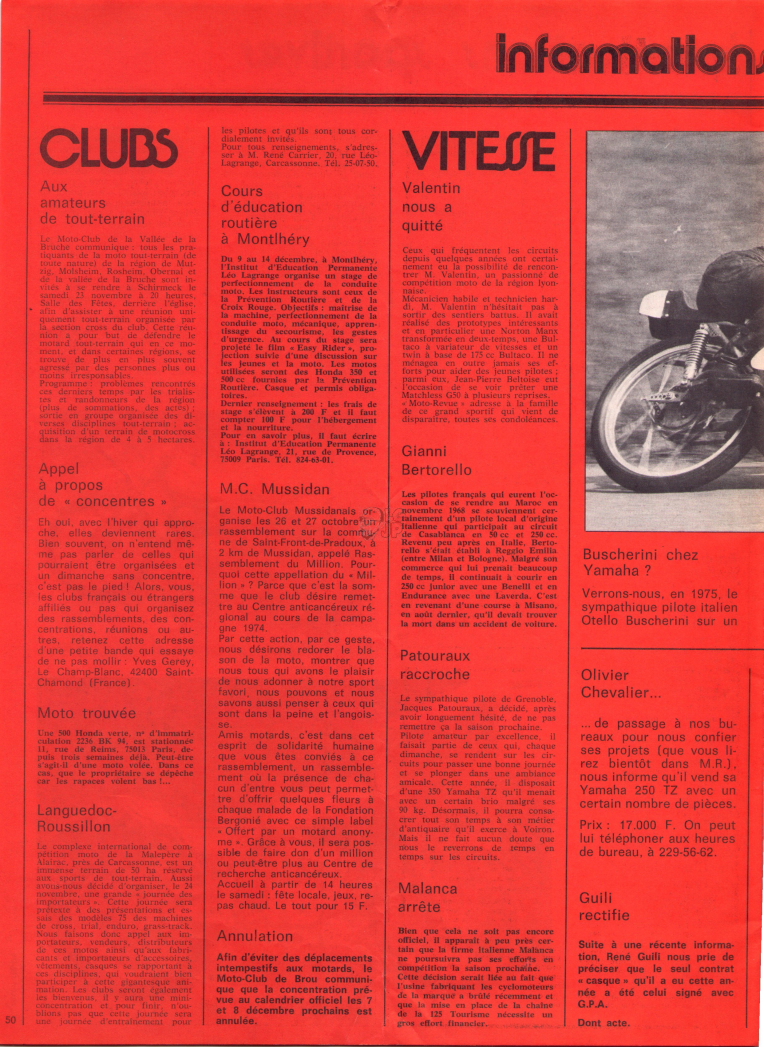 informations
CLUBS
Aux
amateurs
de tout-terrain
Le Moto-Club de la Vallée de la
Bruche communique : tous les pra-
tiquants de la moto tout-terrain (de
toute nature) de la région de Mut-
zig, Molsheim, Rosheim, Obernai et
de la vallée de la Bruche sont in-
vités à se rendre à Schirmeck le
samedi 23 novembre à 20 heures,
Salle des Fêtes, derrière l'église,
afin d'assister à une réunion uni-
quement tout-terrain organisée par
la section cross du club. Cette réu-
nion a pour but de défendre le
motard tout-terrain qui en ce mo-
ment, et dans certaines régions, se
trouve de plus en plus souvent
agressé par des personnes plus ou
moins irresponsables.
Programme : problèmes rencontrés
ces derniers temps par les trialis-
tes et randonneurs de la région
(plus de sommations, des actes) ;
sortie en groupe organisée des di-
verses disciplines tout-terrain ; ac-
quisition d'un terrain de motocross
dans la région de 4 à 5 hectares.
Appel
à propos
de « concentres »
Eh oui, avec l'hiver qui appro-
che, elles deviennent rares.
Bien souvent, on n'entend mê-
me pas parler de celles qui
pourraient être organisées et
un dimanche sans concentre,
c'est pas le pied ! Alors, vous,
les clubs français ou étrangers
affiliés ou pas qui organisez
des rassemblements, des con-
centrations, réunions ou au-
tres, retenez cette adresse
d'une petite bande qui essaye
de ne pas mollir : Yves Gerey,
Le Champ-Blanc, 42400 Saint-
Chamond (France).
Moto trouvée
Une 500 Honda verte, n° d'immatri-
culation 2236 BK 94, est stationnée
11, rue de Reims, 75013 Paris, de-
puis trois semaines déjà. Peut-être
s'agit-il d'une moto volée. Dans ce
cas, que le propriétaire se dépêche
car les rapaces volent bas !...
Languedoc-
Roussillon
Le complexe international de com-
pétition moto de la Malepère à
Alairac, près de Carcassonne, est un
immense terrain de 50 ha réservé
aux sports de tout-terrain. Aussi
avons-nous décidé d'organiser, le 24
novembre, une grande « journée des
importateurs ». Cette journée sera
prétexte à des présentations et es-
sais des modèles 75 des machines
de cross, trial, enduro, grass-track.
Nous faisons donc appel aux im-
portateurs, vendeurs, distributeurs
de ces motos ainsi qu'aux fabri-
cants et importateurs d'accessoires,
vêtements, casques se rapportant à
ces disciplines, qui voudraient bien
participer à cette gigantesque ani-
mation. Les clubs seront également
les bienvenus, il y aura une mini-
concentration et pour finir, n'ou-
blions pas que cette journée sera
une journée d'entraînement pour
50
les pilotes et qu'ils sont tous cor-
dialement invités.
Pour tous renseignements, s'adres-
ser à M. René Carrier, 20, rue Léo-
Lagrange, Carcassonne. Tél. 25-07-50.
Cours
d'éducation
routière
à Montlhéry
Du 9 au 14 décembre, à Montlhéry,
l'Institut d'Education Permanente
Léo Lagrange organise un stage de
perfectionnement de la conduite
moto. Les instructeurs sont ceux de
la Prévention Routière et de la
Croix Rouge. Objectifs : maîtrise de
la machine, perfectionnement de la
conduite moto, mécanique, appren-
tissage du secourisme, les gestes
d'urgence. Au cours du stage sera
projeté le film « Easy Rider », pro-
jection suivie d'une discussion sur
les jeunes et la moto. Les motos
utilisées seront des Honda 350 et
500 cc fournies par la Prévention
Routière. Casque et permis obliga-
toires.
Dernier renseignement : les frais de
stage s'élèvent à 200 F et il faut
compter 100 F pour l'hébergement
et la nourriture.
Pour en savoir plus, il faut écrire
à : Institut d'Education Permanente
Léo Lagrange, 21, rue de Provence,
75009 Paris. Tél. 824-63-01.
M.C. Mussidan
Le Moto-Club Mussidanais or-
ganise les 26 et 27 octobre un
rassemblement sur la commu-
ne de Saint-Front-de-Pradoux, à
2 km de Mussidan, appelé Ras-
semblement du Million. Pour-
quoi cette appellation du « Mil-
lion » ? Parce que c'est la som-
me que le club désire remet-
tre au Centre anticancéreux ré-
gional au cours de la campa-
gne 1974.
Par cette action, par ce geste,
nous désirons redorer le bla-
son de la moto, montrer que
nous tous qui avons le plaisir
de nous adonner à notre sport
favori, nous pouvons et nous
savons aussi penser à ceux qui
sont dans la peine et l'angois-
se.
Amis motards, c'est dans cet
esprit de solidarité humaine
que vous êtes conviés à ce
rassemblement, un rassemble-
ment où la présence de cha-
cun d'entre vous peut permet-
tre d'offrir quelques fleurs à
chaque malade de la Fondation
Bergonié avec ce simple label
« Offert par un motard anony-
me ». Grâce à vous, il sera pos-
sible de faire don d'un million
ou peut-être plus au Centre de
recherche anticancéreux.
Accueil à partir de 14 heures
le samedi : fête locale, jeux, re-
pas chaud. Le tout pour 15 F.
Annulation
Afin d'éviter des déplacements
intempestifs aux motards, le
Moto-Club de Brou communi-
que que la concentration pré-
vue au calendrier officiel les 7
et 8 décembre prochains est
annulée.
VITESSE
Valentin
nous a
quitté
Ceux qui fréquentent les circuits
depuis quelques années ont certai-
nement eu la possibilité de rencon-
trer M. Valentin, un passionné de
compétition moto de la région lyon-
naise.
Mécanicien habile et technicien har-
di, M. Valentin n'hésitait pas à
sortir des sentiers battus. Il avait
réalisé des prototypes intéressants
et en particulier une Norton Manx
transformée en deux-temps, une Bul-
taco à variateur de vitesses et un
twin à base de 175 cc Bultaco. Il ne
ménagea en outre jamais ses ef-
forts pour aider des jeunes pilotes ;
parmi eux, Jean-Pierre Beltoise eut
l'occasion de se voir prêter une
Matchless G50 à plusieurs reprises.
« Moto-Revue » adresse à la famille
de ce grand sportif qui vient de
disparaître, toutes ses condoléances.
Gianni
Bertorello
Les pilotes français qui eurent l'oc-
casion de se rendre au Maroc en
novembre 1968 se souviennent cer-
tainement d'un pilote local d'origine
italienne qui participait au circuit
de Casablanca en 50 cc et 250 cc.
Revenu peu après en Italie, Berto-
rello s'était établi à Reggio Emilia
(entre Milan et Bologne). Malgré son
commerce qui lui prenait beaucoup
de temps, il continuait à courir en
250 cc Junior avec une Benelli et en
Endurance avec une Laverda. C'est
en revenant d'une course à Misano,
en août dernier, qu'il devait trouver
la mort dans un accident de voiture.
Patouraux
raccroche
Le sympathique pilote de Grenoble,
Jacques Patouraux, a décidé, après
avoir longuement hésité, de ne pas
remettre ça la saison prochaine.
Pilote amateur par excellence, il
faisait partie de ceux qui, chaque
dimanche, se rendent sur les cir-
cuits pour passer une bonne journée
et se plonger dans une ambiance
amicale. Cette année, il disposait
d'une 350 Yamaha TZ qu'il menait
avec un certain brio malgré ses
90 kg. Désormais, il pourra consa-
crer tout son temps à son métier
d'antiquaire qu'il exerce à Voiron.
Mais il ne fait aucun doute que
nous le reverrons de temps en
temps sur les circuits.
Malanca
arrête
Bien que cela ne soit pas encore
officiel, il apparaît à peu près cer-
tain que la firme italienne Malanca
ne poursuivra pas ses efforts en
compétition la saison prochaine.
Cette décision serait liée au fait que
l'usine fabriquant les cyclomoteurs
de la marque a brûlé récemment et
que la mise en place de la chaîne
de la 125 Tourisme nécessite un
gros effort financier.
Buscherini chez
Yamaha ?
Verrons-nous, en 1975, le
sympathique pilote italien
Otello Buscherini sur un
Olivier
Chevalier...
... de passage à nos bu-
reaux pour nous confier
ses projets (que vous li-
rez bientôt dans M.R.),
nous informe qu'il vend sa
Yamaha 250 TZ avec un
certain nombre de pièces.
Prix : 17.000 F. On peut
lui téléphoner aux heures
de bureau, à 229-56-62.
Guili
rectifie
Suite à une récente informa-
tion, René Guili nous prie de
préciser que le seul contrat
« casque » qu'il a eu cette an-
née a été celui signé avec
G.P.A.
Dont acte.